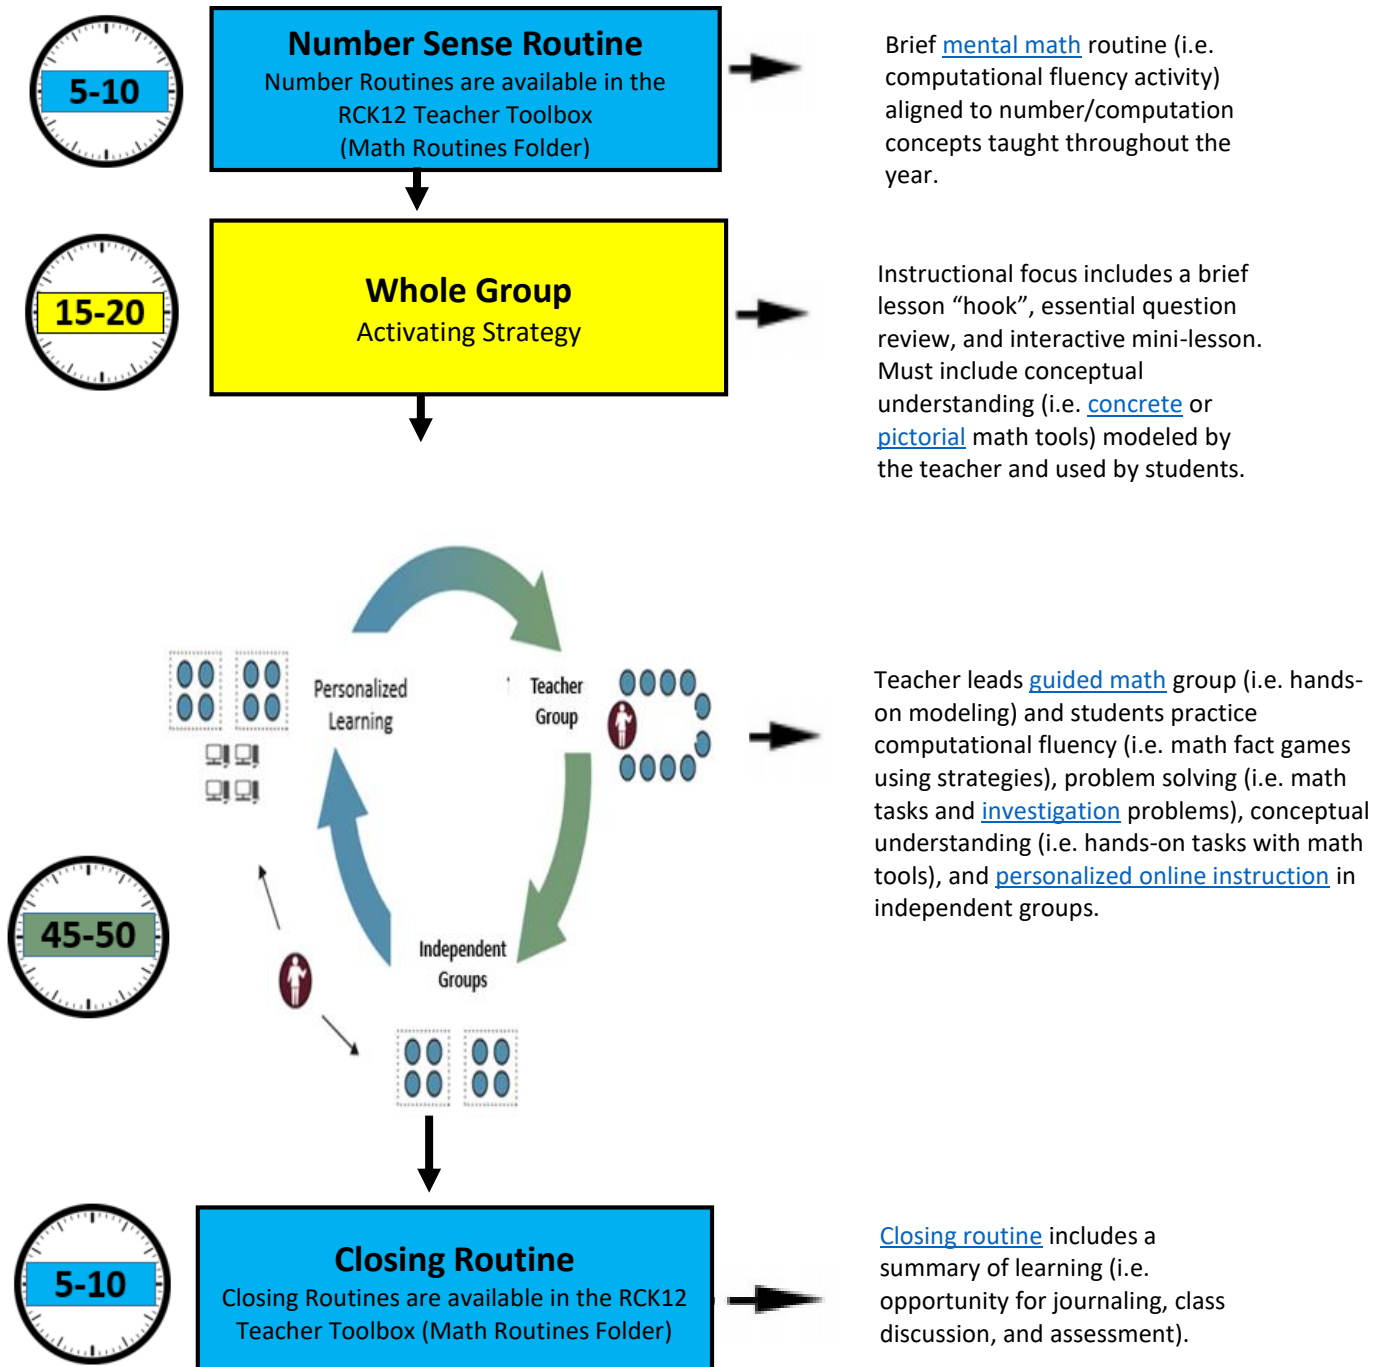 5-10
Number Sense Routine
Number Routines are available in the
RCK12 Teacher Toolbox
(Math Routines Folder)
Brief mental math routine (i.e.
computational fluency activity)
aligned to number/computation
concepts taught throughout the
year.
15-20
Whole Group
Activating Strategy
Instructional focus includes a brief
lesson “hook”, essential question
review, and interactive mini-lesson.
Must include conceptual
understanding (i.e. concrete or
pictorial math tools) modeled by
the teacher and used by students.
45-50
Personalized
Learning
Teacher
Group
Independent
Groups
Teacher leads guided math group (i.e. hands-
on modeling) and students practice
computational fluency (i.e. math fact games
using strategies), problem solving (i.e. math
tasks and investigation problems), conceptual
understanding (i.e. hands-on tasks with math
tools), and personalized online instruction in
independent groups.
5-10
Closing Routine
Closing Routines are available in the RCK12
Teacher Toolbox (Math Routines Folder)
Closing routine includes a
summary of learning (i.e.
opportunity for journaling, class
discussion, and assessment).